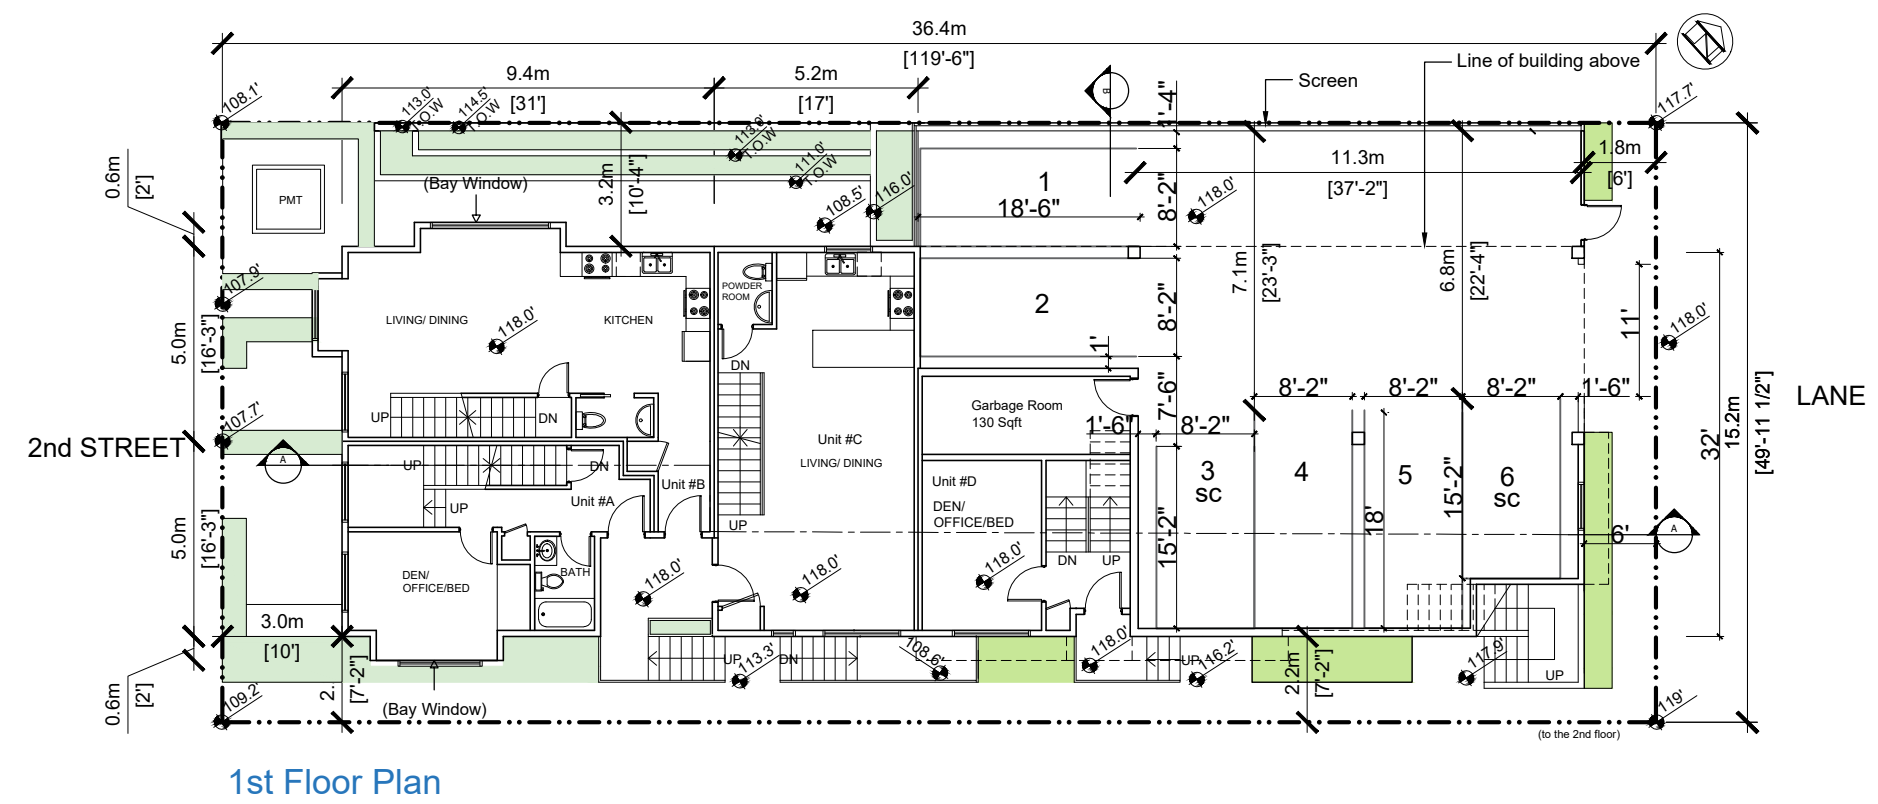 36.4m
[119'-6"]
9.4m
[31']
5.2m
[17']
Line of building above
Screen
B
1'-4"
108.1'
113.0'
T.O.W
114.5'
T.O.W
113.0'
T.O.W
111.0'
T.O.W
117.7'
0.6m
[2']
PMT
(Bay Window)
3.2m
[10'-4"]
108.5'
116.0'
1
18'-6"
8'-2"
118.0'
11.3m
[37'-2"]
1.8m
[6']
107.9'
LIVING/ DINING
118.0'
KITCHEN
POWDER
ROOM
2
8'-2"
7.1m
[23'-3"]
6.8m
[22'-4"]
11'
118.0'
5.0m
[16'-3"]
DN
1'
UP
DN
Garbage Room
130 Sqft
7'-6"
1'-6"
8'-2"
8'-2"
8'-2"
8'-2"
1'-6"
LANE
107.7'
2nd STREET
A
UP
DN
Unit #A
Unit #B
Unit #C
LIVING/ DINING
Unit #D
DEN/
OFFICE/BED
3
SC
4
5
6
SC
15'-2"
32'
15.2m
[49'-11 1/2"]
UP
UP
18'
15'-2"
6'
A
5.0m
[16'-3"]
DEN/
OFFICE/BED
BATH
118.0'
118.0'
118.0'
DN
UP
3.0m
[10']
0.6m
[2']
2.
[7'-2"]
UP
DN
113.3'
108.6'
118.0'
UP
116.2'
2.2m
[7'-2"]
117.9'
UP
109.2'
(Bay Window)
119'
(to the 2nd floor)
1st Floor Plan